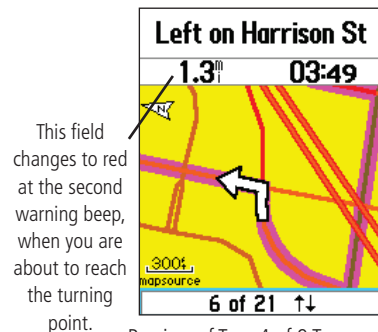 Left on Harrison St
1.3mi 03:49
This field
changes to red
at the second
warning beep,
when you are
about to reach
the turning
point.
N
300ft
mapsource
6 of 21 ↑↓